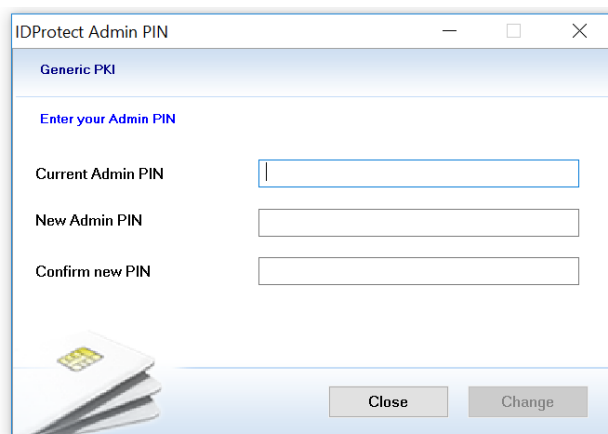 IDProtect Admin PIN
Generic PKI
Enter your Admin PIN
Current Admin PIN
New Admin PIN
Confirm new PIN
Close Change